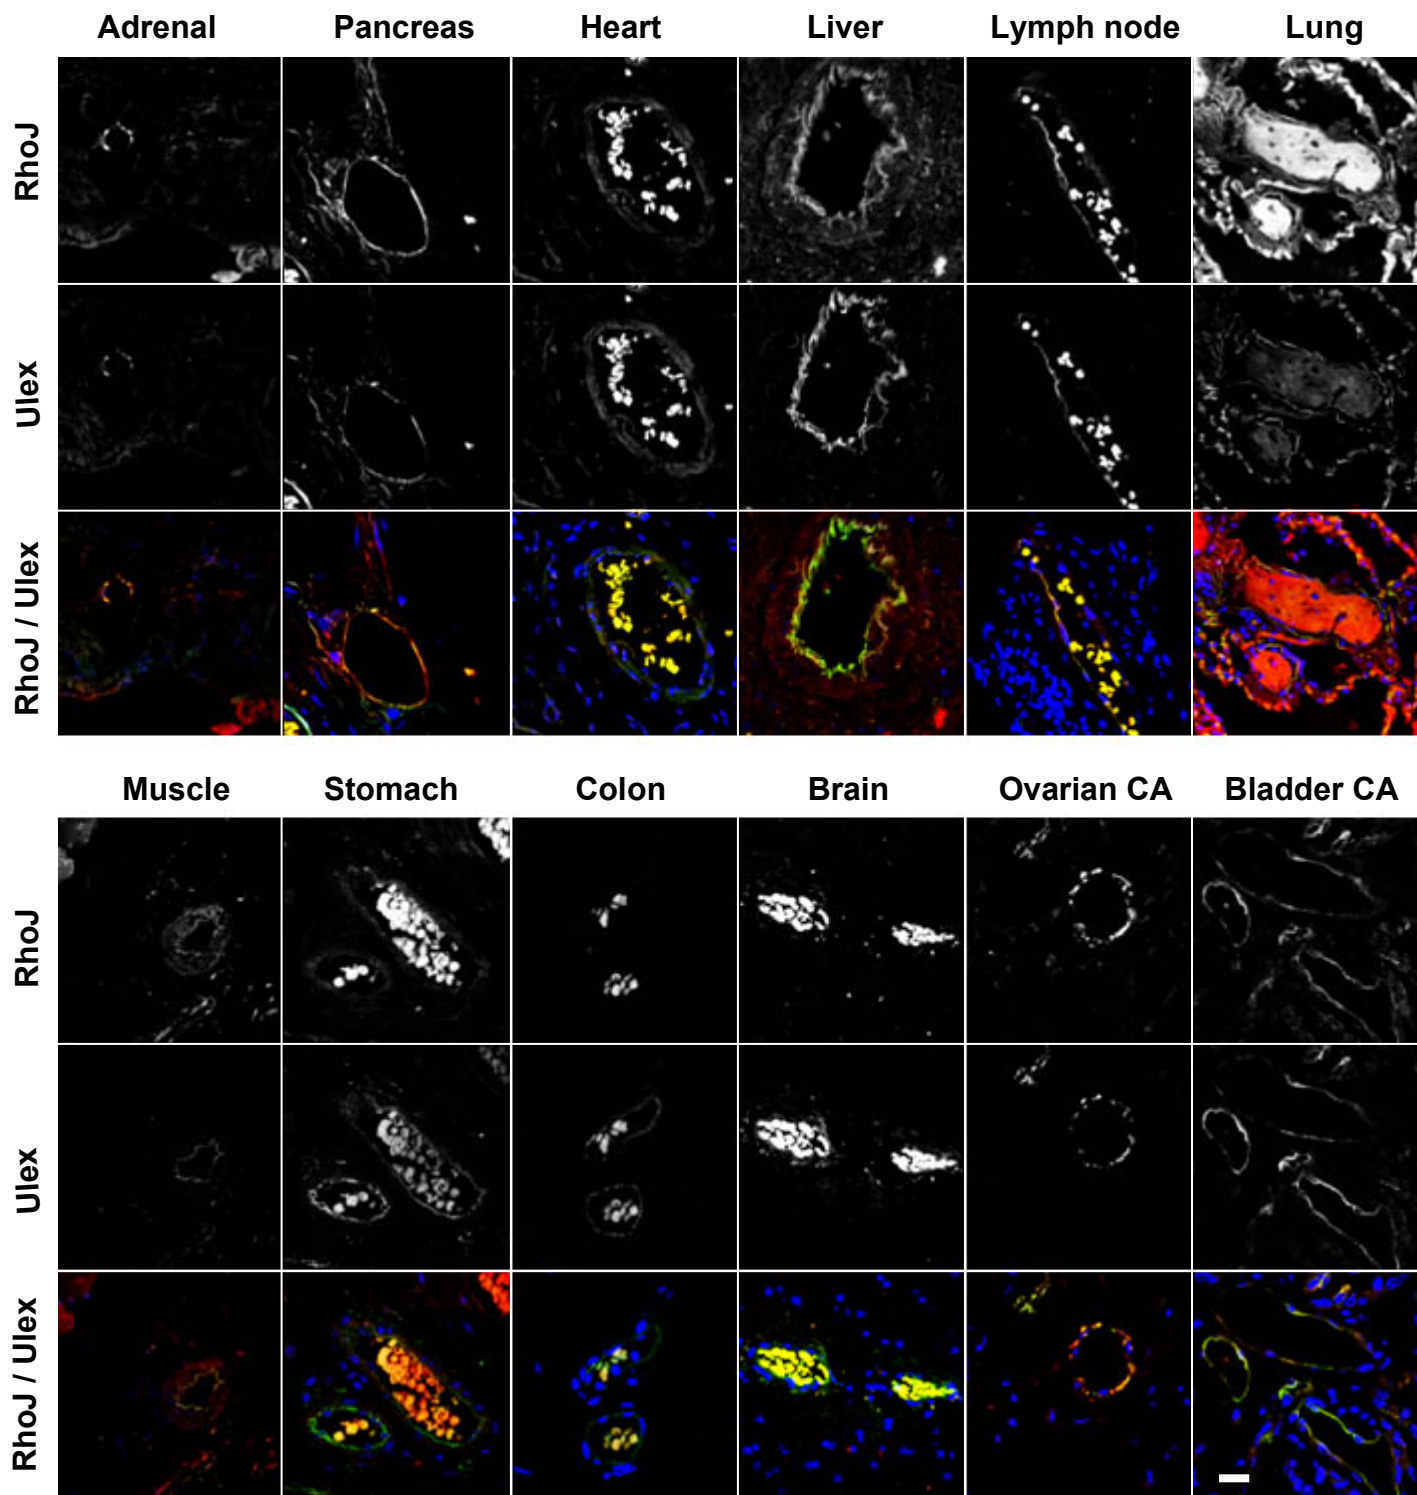 Adrenal Pancreas Heart Liver Lymph node Lung
RhoJ
Ulex
RhoJ / Ulex
Muscle Stomach Colon Brain Ovarian CA Bladder CA
RhoJ
Ulex
RhoJ / Ulex